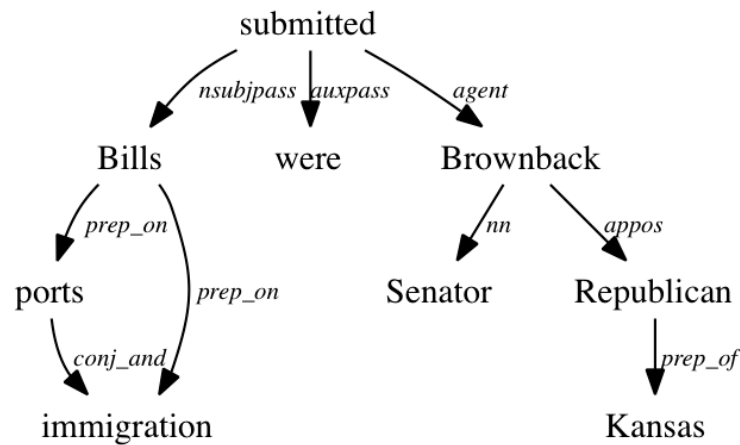 submitted
nsubjpass auxpass agent
Bills were Brownback
prep_on nn appos
ports prep_on Senator Republican
conj_and prep_of
immigration Kansas